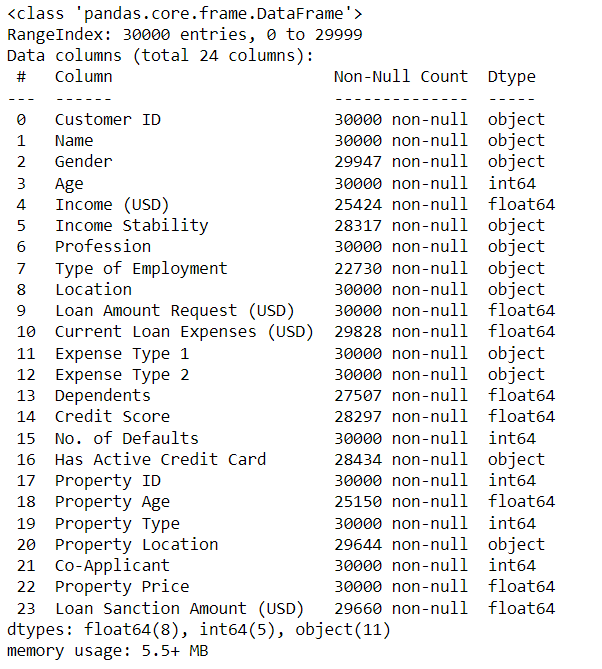 <class 'pandas.core.frame.DataFrame'>
RangeIndex: 30000 entries, 0 to 29999
Data columns (total 24 columns):
 #   Column                       Non-Null Count  Dtype
---  ------                       --------------  -----
 0   Customer ID                  30000 non-null  object
 1   Name                         30000 non-null  object
 2   Gender                       29947 non-null  object
 3   Age                          30000 non-null  int64
 4   Income (USD)                 25424 non-null  float64
 5   Income Stability             28317 non-null  object
 6   Profession                   30000 non-null  object
 7   Type of Employment           22730 non-null  object
 8   Location                     30000 non-null  object
 9   Loan Amount Request (USD)    30000 non-null  float64
 10  Current Loan Expenses (USD)  29828 non-null  float64
 11  Expense Type 1               30000 non-null  object
 12  Expense Type 2               30000 non-null  object
 13  Dependents                   27507 non-null  float64
 14  Credit Score                 28297 non-null  float64
 15  No. of Defaults              30000 non-null  int64
 16  Has Active Credit Card       28434 non-null  object
 17  Property ID                  30000 non-null  int64
 18  Property Age                 25150 non-null  float64
 19  Property Type                30000 non-null  int64
 20  Property Location            29644 non-null  object
 21  Co-Applicant                 30000 non-null  int64
 22  Property Price               30000 non-null  float64
 23  Loan Sanction Amount (USD)   29660 non-null  float64
dtypes: float64(8), int64(5), object(11)
memory usage: 5.5+ MB